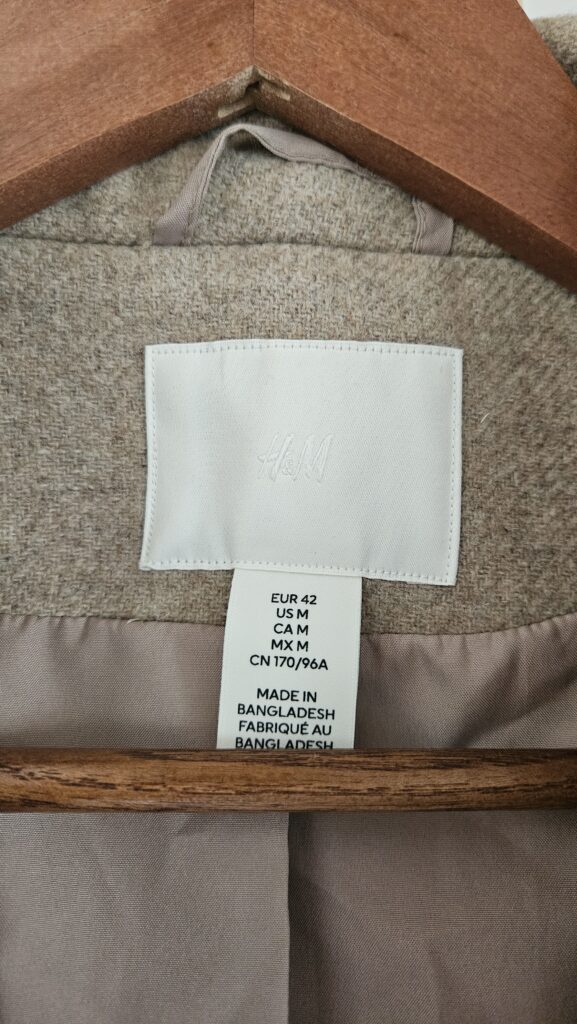 H&M
EUR 42
US M
CA M
MX M
CN 170/96A
MADE IN
BANGLADESH
FABRIQUÉ AU
BANGLADESH